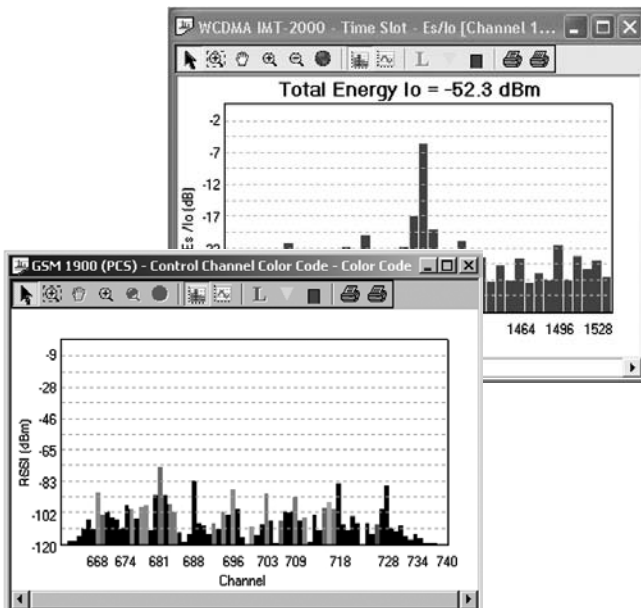 WCDMA IMT-2000 - Time Slot - Es/Io [Channel 1...
L
Total Energy Io = -52.3 dBm
-2
-7
-12
-17
Es /Io (dB)
1464 1496 1528
GSM 1900 (PCS) - Control Channel Color Code - Color Code
L
-9
-28
-46
-65
-83
-102
-120
RSSI (dBm)
668 674 681 688 696 703 709 718 728 734 740
Channel